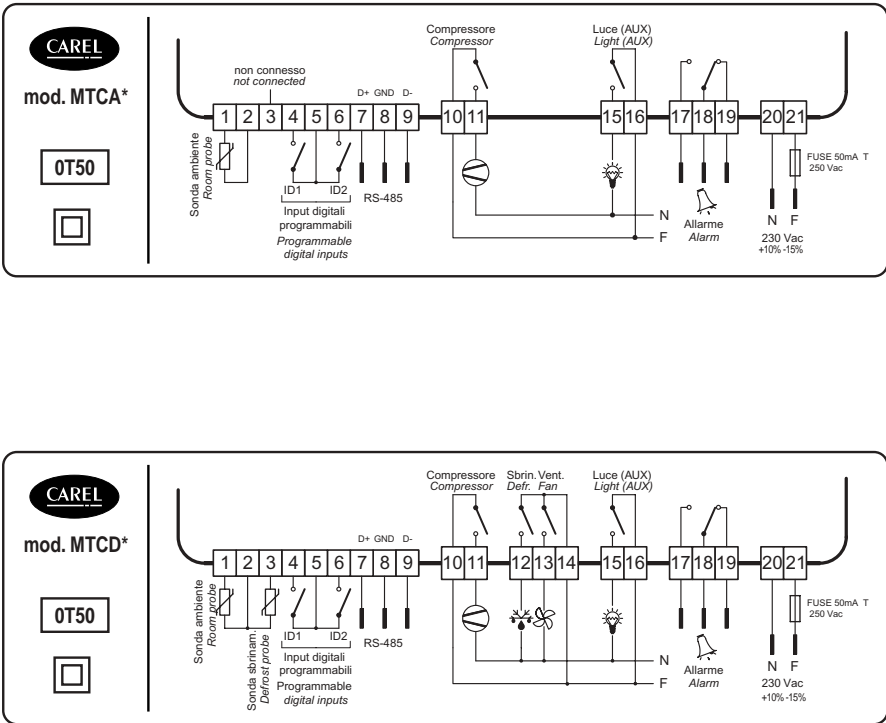 CAREL
mod. MTCA*
0T50
non connesso
not connected
D+ GND D-
1 2 3 4 5 6 7 8 9
Sonda ambiente
Room probe
ID1 ID2
RS-485
Input digitali
programmabili
Programmable
digital inputs
Compressore
Compressor
Luce (AUX)
Light (AUX)
10 11 15 16 17 18 19 20 21
N
F
Allarme
Alarm
FUSE 50mA T
250 Vac
N F
230 Vac
+10% -15%
CAREL
mod. MTCD*
0T50
D+ GND D-
1 2 3 4 5 6 7 8 9
Sonda ambiente
Room probe
Sonda sbrinam.
Defrost probe
ID1 ID2
RS-485
Input digitali
programmabili
Programmable
digital inputs
Compressore
Compressor
Sbrin. Vent.
Defr. Fan
Luce (AUX)
Light (AUX)
10 11 12 13 14 15 16 17 18 19 20 21
N
F
Allarme
Alarm
FUSE 50mA T
250 Vac
N F
230 Vac
+10% -15%